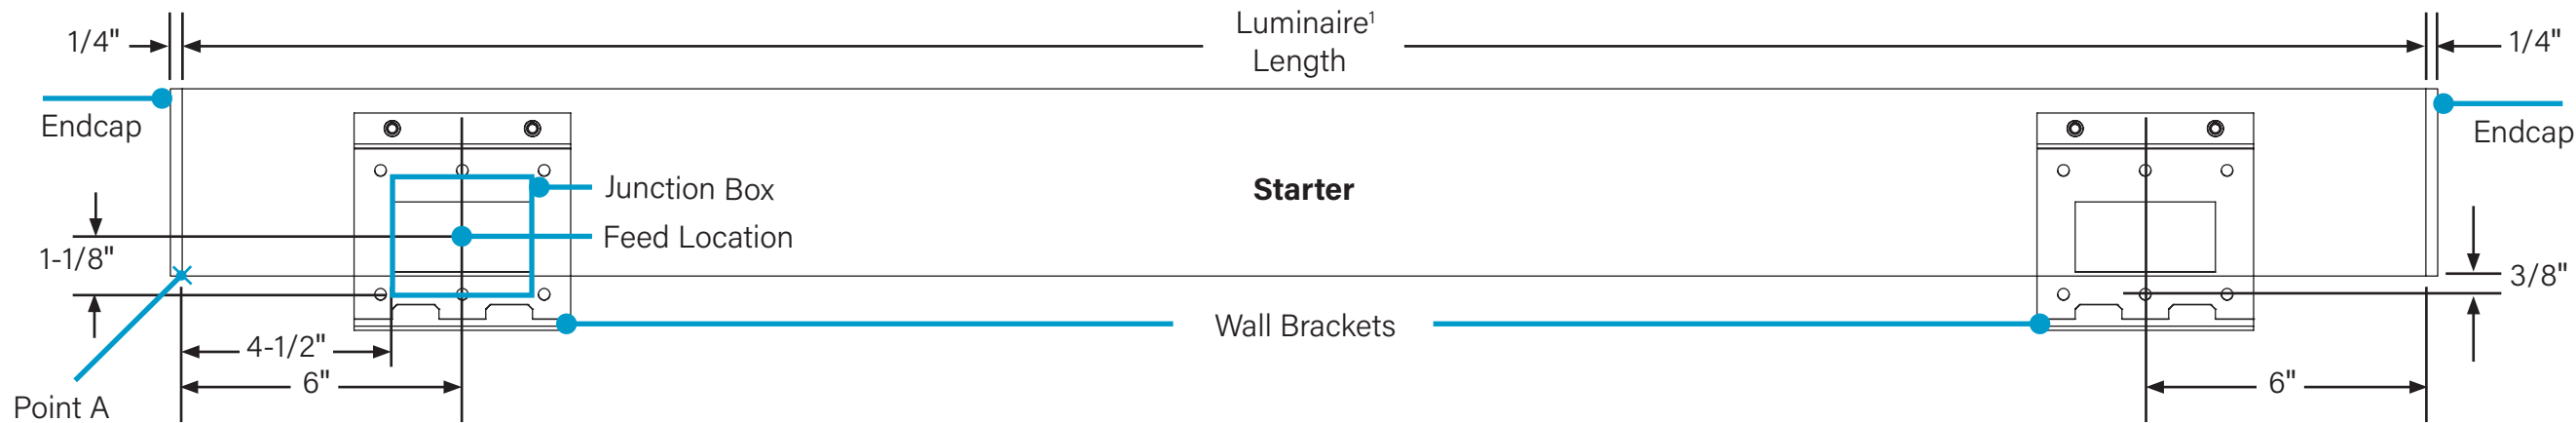 Luminaire¹
Length
1/4"
1/4"
Endcap
Endcap
Junction Box
Starter
Feed Location
1-1/8"
3/8"
Wall Brackets
4-1/2"
6"
6"
Point A